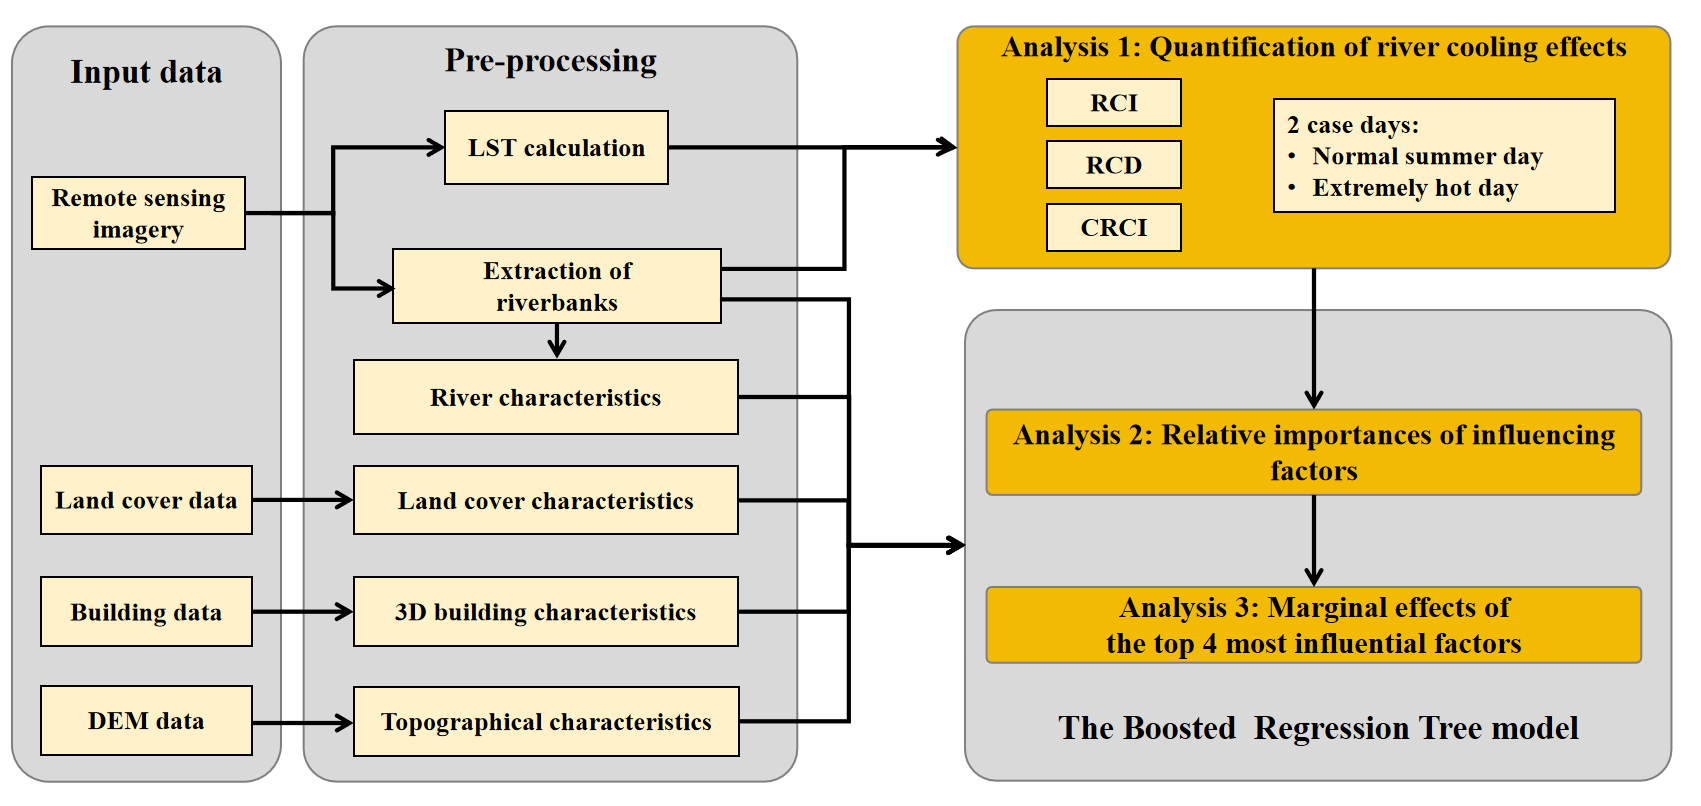 Input data
Remote sensing
imagery
Land cover data
Building data
DEM data
Pre-processing
LST calculation
Extraction of
riverbanks
River characteristics
Land cover characteristics
3D building characteristics
Topographical characteristics
Analysis 1: Quantification of river cooling effects
RCI
RCD
CRCI
2 case days:
• Normal summer day
• Extremely hot day
Analysis 2: Relative importances of influencing
factors
Analysis 3: Marginal effects of
the top 4 most influential factors
The Boosted  Regression Tree model